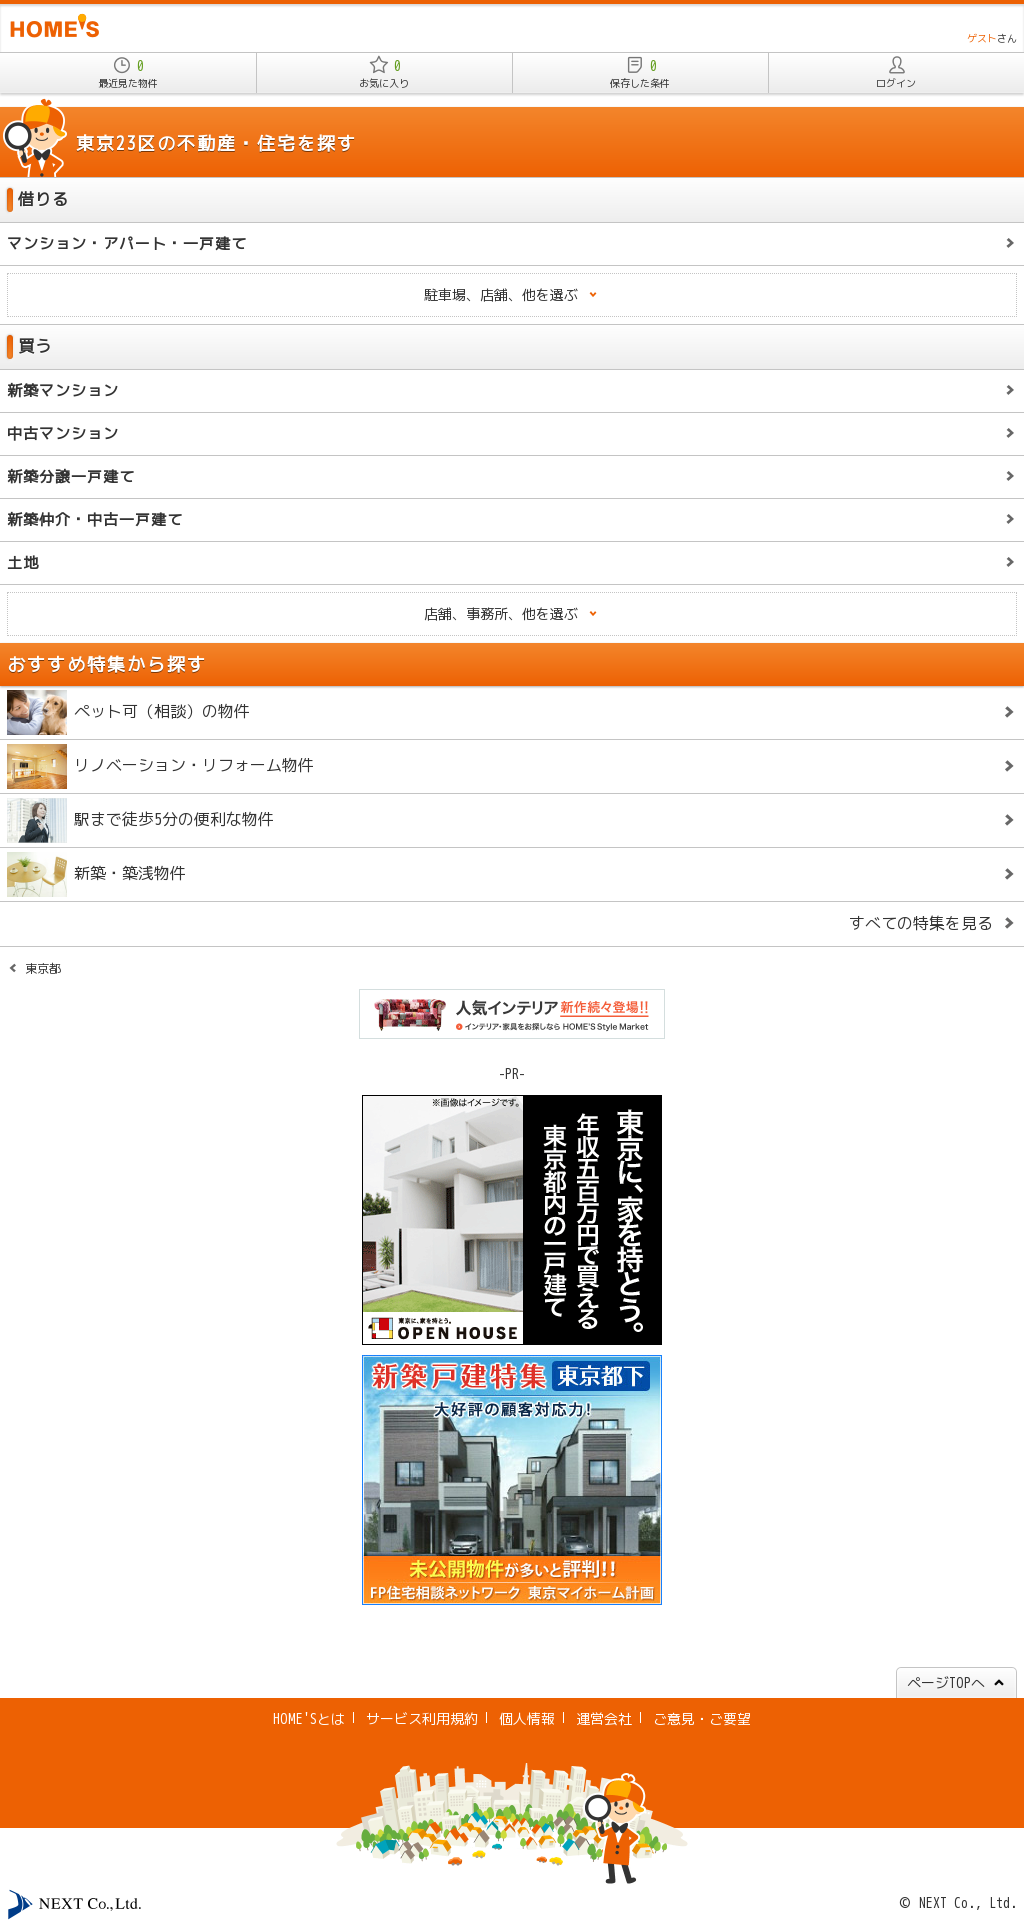 HOME'S
ゲストさん
0
最近見た物件
0
お気に入り
0
保存した条件
ログイン
東京23区の不動産・住宅を探す
借りる
マンション・アパート・一戸建て
駐車場、店舗、他を選ぶ
買う
新築マンション
中古マンション
新築分譲一戸建て
新築仲介・中古一戸建て
土地
店舗、事務所、他を選ぶ
おすすめ特集から探す
ペット可（相談）の物件
リノベーション・リフォーム物件
駅まで徒歩5分の便利な物件
新築・築浅物件
すべての特集を見る
東京都
人気インテリア新作続々登場!!
インテリア・家具をお探しなら HOME'S Style Market
-PR-
※画像はイメージです。
東京に、家を持とう。
年収五百万円で買える
東京都内の一戸建て
東京に、家を持とう。
OPEN HOUSE
新築戸建特集 東京都下
大好評の顧客対応力!
未公開物件が多いと評判!!
FP住宅相談ネットワーク 東京マイホーム計画
ページTOPへ
HOME'Sとは
サービス利用規約
個人情報
運営会社
ご意見・ご要望
NEXT Co.,Ltd.
© NEXT Co., Ltd.